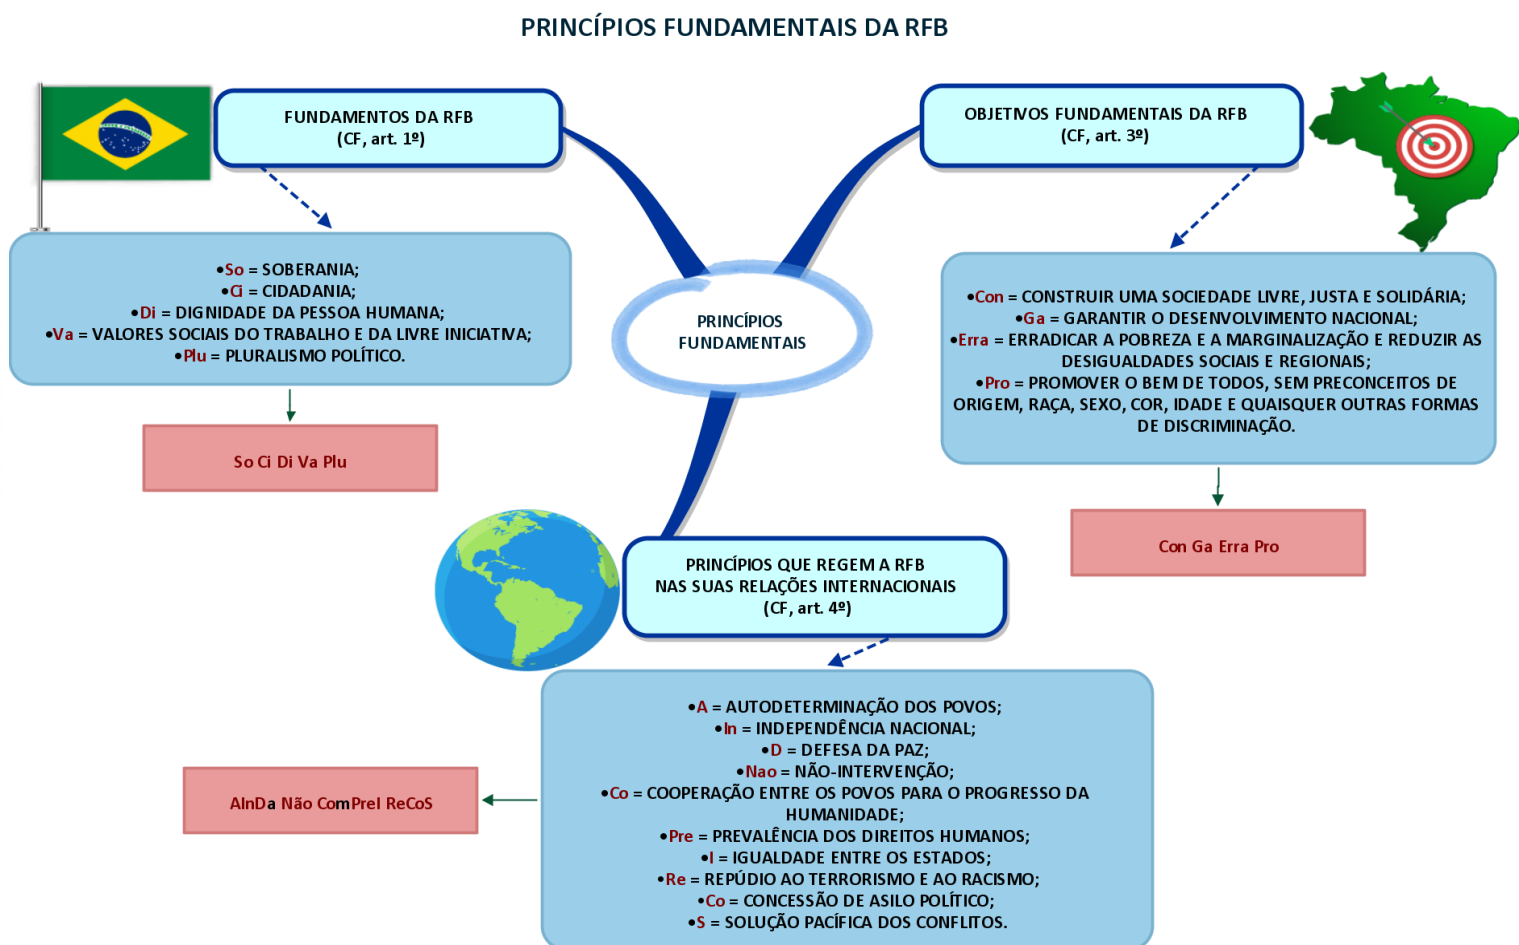 PRINCÍPIOS FUNDAMENTAIS DA RFB
FUNDAMENTOS DA RFB
(CF, art. 1º)
•So = SOBERANIA;
•Ci = CIDADANIA;
•Di = DIGNIDADE DA PESSOA HUMANA;
•Va = VALORES SOCIAIS DO TRABALHO E DA LIVRE INICIATIVA;
•Plu = PLURALISMO POLÍTICO.
So Ci Di Va Plu
OBJETIVOS FUNDAMENTAIS DA RFB
(CF, art. 3º)
•Con = CONSTRUIR UMA SOCIEDADE LIVRE, JUSTA E SOLIDÁRIA;
•Ga = GARANTIR O DESENVOLVIMENTO NACIONAL;
•Erra = ERRADICAR A POBREZA E A MARGINALIZAÇÃO E REDUZIR AS
DESIGUALDADES SOCIAIS E REGIONAIS;
•Pro = PROMOVER O BEM DE TODOS, SEM PRECONCEITOS DE
ORIGEM, RAÇA, SEXO, COR, IDADE E QUAISQUER OUTRAS FORMAS
DE DISCRIMINAÇÃO.
Con Ga Erra Pro
PRINCÍPIOS
FUNDAMENTAIS
PRINCÍPIOS QUE REGEM A RFB
NAS SUAS RELAÇÕES INTERNACIONAIS
(CF, art. 4º)
•A = AUTODETERMINAÇÃO DOS POVOS;
•In = INDEPENDÊNCIA NACIONAL;
•D = DEFESA DA PAZ;
•Nao = NÃO-INTERVENÇÃO;
•Co = COOPERAÇÃO ENTRE OS POVOS PARA O PROGRESSO DA
HUMANIDADE;
•Pre = PREVALÊNCIA DOS DIREITOS HUMANOS;
•I = IGUALDADE ENTRE OS ESTADOS;
•Re = REPÚDIO AO TERRORISMO E AO RACISMO;
•Co = CONCESSÃO DE ASILO POLÍTICO;
•S = SOLUÇÃO PACÍFICA DOS CONFLITOS.
AInDa Não ComPreI ReCoS